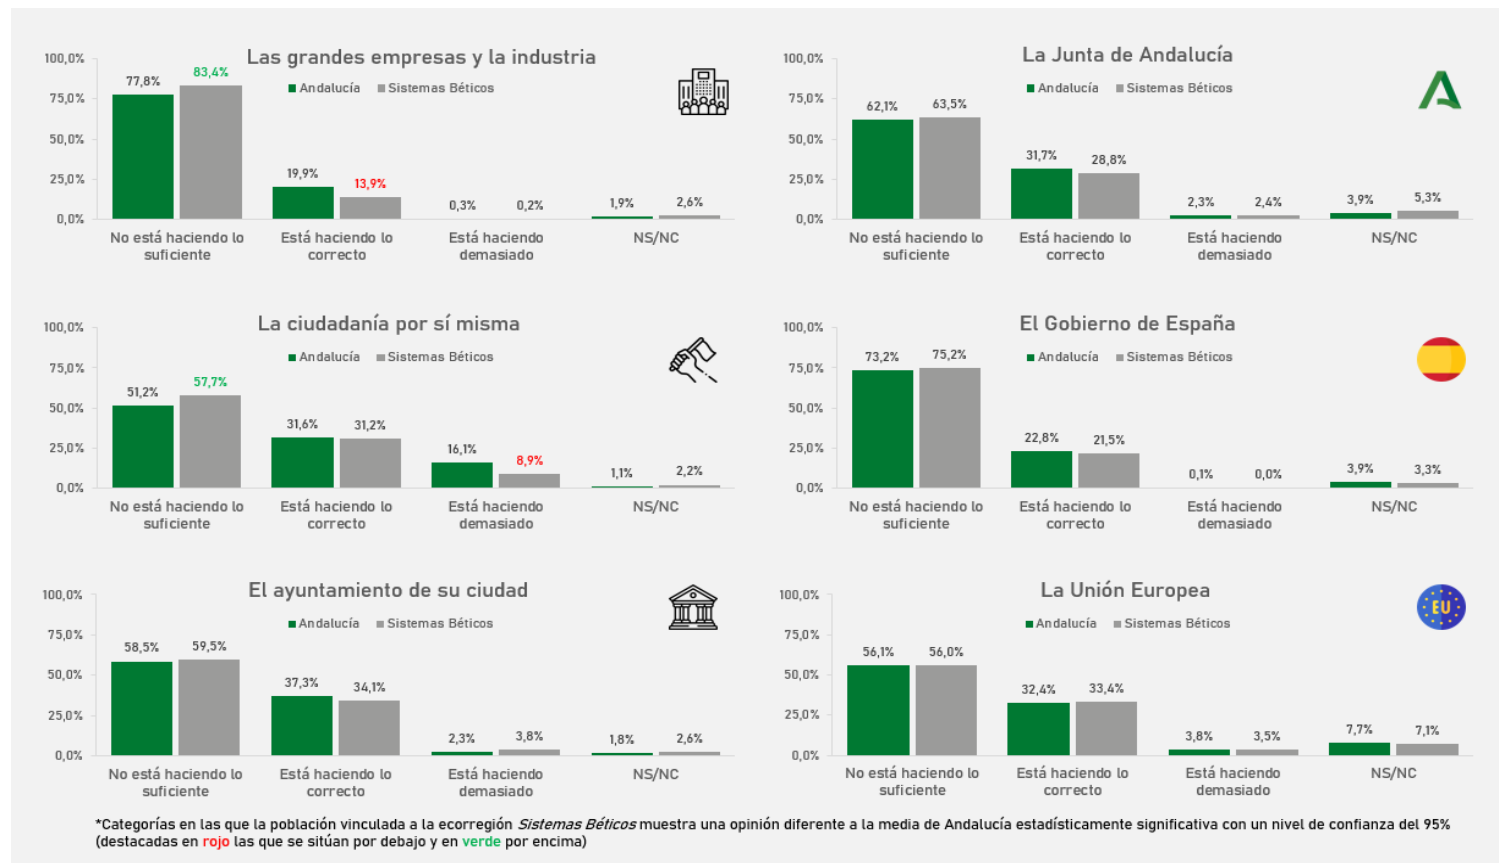 Las grandes empresas y la industria
Andalucía Sistemas Béticos
100,0%
75,0%
50,0%
25,0%
0,0%
77,8% 83,4%
19,9% 13,9%
0,3% 0,2%
1,9% 2,6%
No está haciendo lo suficiente
Está haciendo lo correcto
Está haciendo demasiado
NS/NC
La Junta de Andalucía
Andalucía Sistemas Béticos
100,0%
75,0%
50,0%
25,0%
0,0%
62,1% 63,5%
31,7% 28,8%
2,3% 2,4%
3,9% 5,3%
No está haciendo lo suficiente
Está haciendo lo correcto
Está haciendo demasiado
NS/NC
La ciudadanía por sí misma
Andalucía Sistemas Béticos
100,0%
75,0%
50,0%
25,0%
0,0%
51,2% 57,7%
31,6% 31,2%
16,1% 8,9%
1,1% 2,2%
No está haciendo lo suficiente
Está haciendo lo correcto
Está haciendo demasiado
NS/NC
El Gobierno de España
Andalucía Sistemas Béticos
100,0%
75,0%
50,0%
25,0%
0,0%
73,2% 75,2%
22,8% 21,5%
0,1% 0,0%
3,9% 3,3%
No está haciendo lo suficiente
Está haciendo lo correcto
Está haciendo demasiado
NS/NC
El ayuntamiento de su ciudad
Andalucía Sistemas Béticos
100,0%
75,0%
50,0%
25,0%
0,0%
58,5% 59,5%
37,3% 34,1%
2,3% 3,8%
1,8% 2,6%
No está haciendo lo suficiente
Está haciendo lo correcto
Está haciendo demasiado
NS/NC
La Unión Europea
Andalucía Sistemas Béticos
EU
100,0%
75,0%
50,0%
25,0%
0,0%
56,1% 56,0%
32,4% 33,4%
3,8% 3,5%
7,7% 7,1%
No está haciendo lo suficiente
Está haciendo lo correcto
Está haciendo demasiado
NS/NC
*Categorías en las que la población vinculada a la ecorregión Sistemas Béticos muestra una opinión diferente a la media de Andalucía estadísticamente significativa con un nivel de confianza del 95%
(destacadas en rojo las que se sitúan por debajo y en verde por encima)